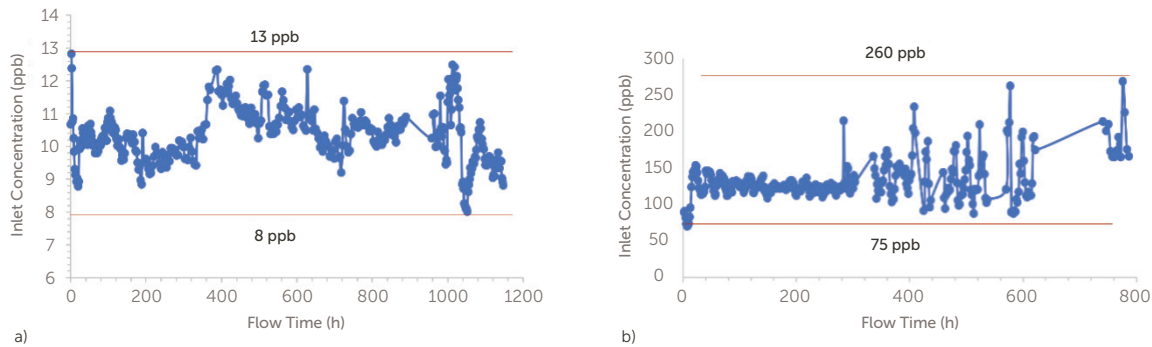 14
13
12
11
10
9
8
7
6
Inlet Concentration (ppb)
13 ppb
8 ppb
0 200 400 600 800 1000 1200
Flow Time (h)
a)
300
250
200
150
100
50
0
Inlet Concentration (ppb)
260 ppb
75 ppb
0 200 400 600 800
Flow Time (h)
b)